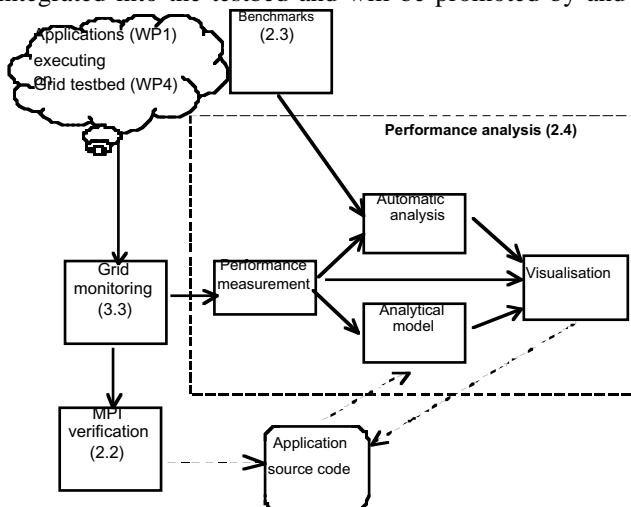 integrated into the testbed and will be promoted by and
Applications (WP1)
executing
on
Grid testbed (WP4)
Benchmarks
(2.3)
Performance analysis (2.4)
Automatic
analysis
Grid
monitoring
(3.3)
Performance
measurement
Visualisation
Analytical
model
MPI
verification
(2.2)
Application
source code